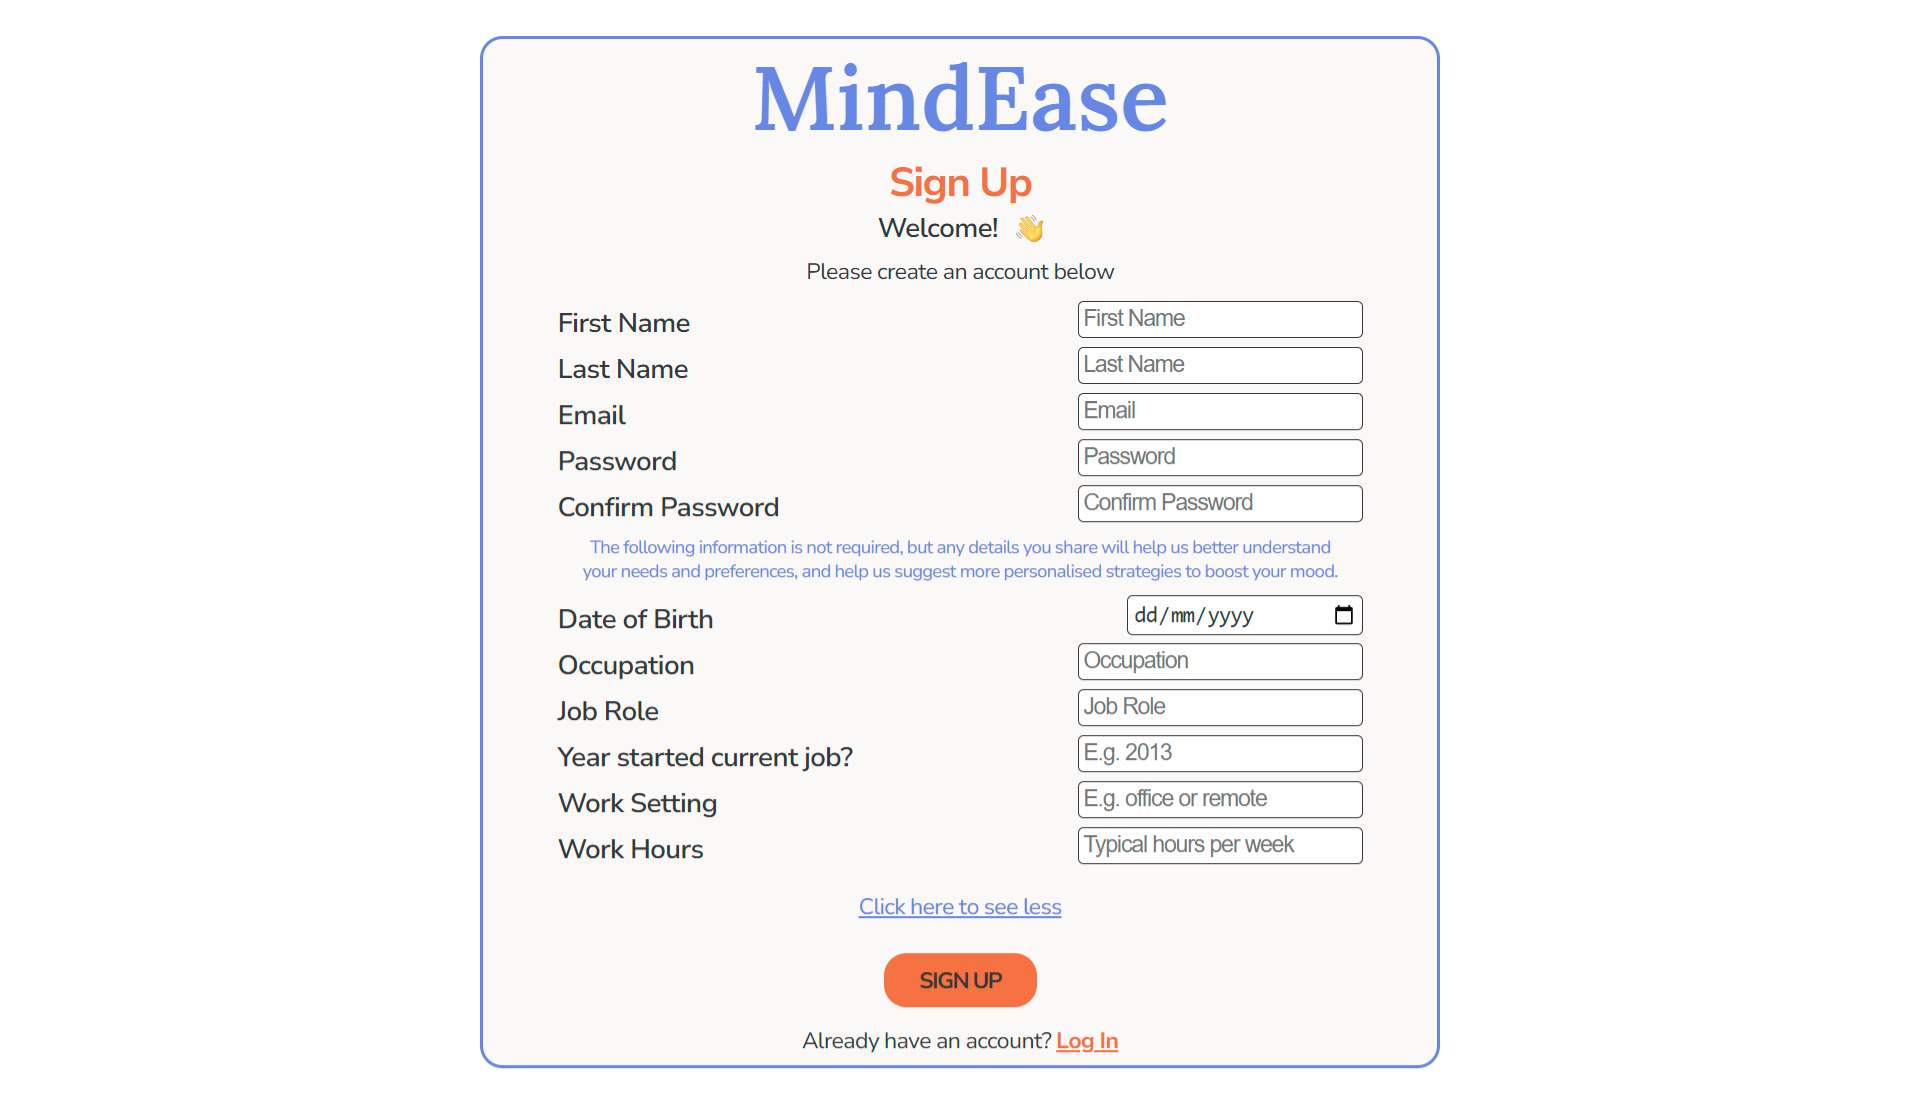 MindEase
Sign Up
Welcome! 👋
Please create an account below
First Name First Name
Last Name Last Name
Email Email
Password Password
Confirm Password Confirm Password
The following information is not required, but any details you share will help us better understand
your needs and preferences, and help us suggest more personalised strategies to boost your mood.
Date of Birth dd/mm/yyyy
Occupation Occupation
Job Role Job Role
Year started current job? E.g. 2013
Work Setting E.g. office or remote
Work Hours Typical hours per week
Click here to see less
SIGN UP
Already have an account? Log In